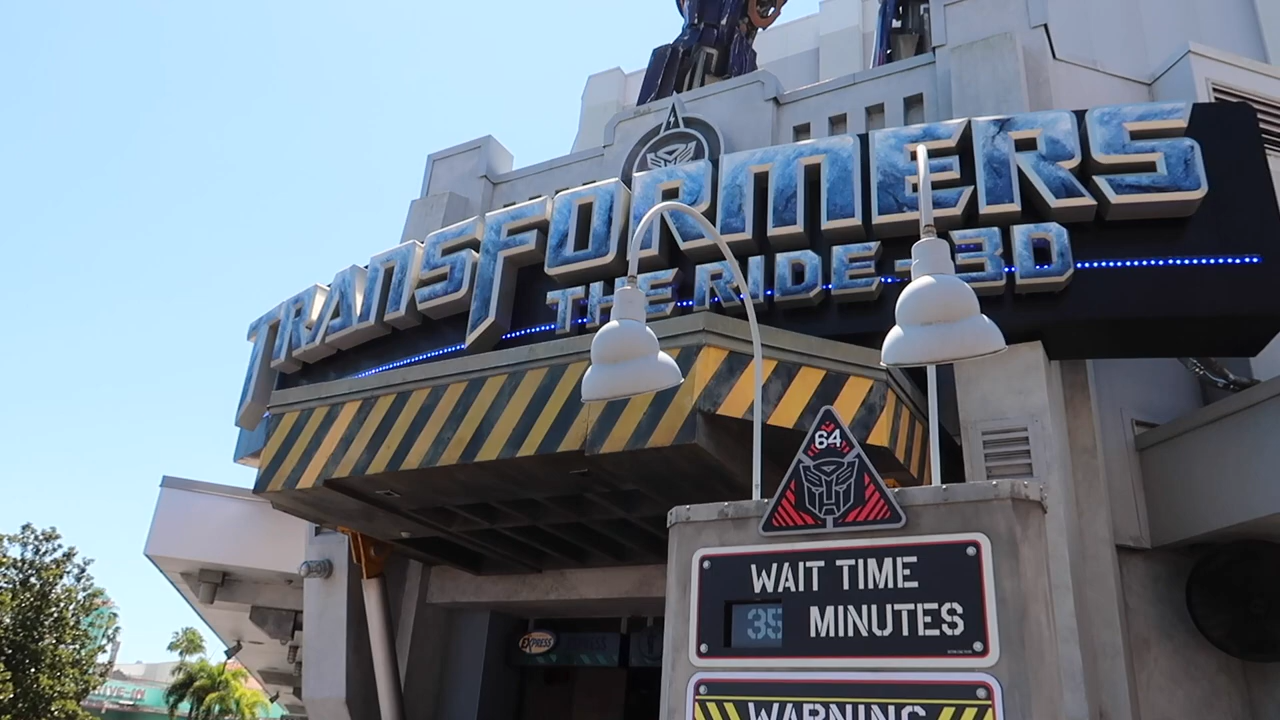 TRANSFORMERS
THE RIDE-3D
64
WAIT TIME
35 MINUTES
EXPRESS
WARNING